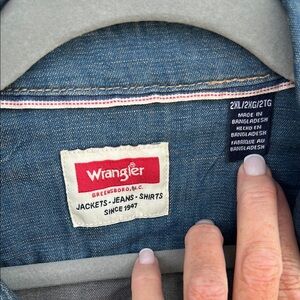 Wrangler
GREENSBORO, N.C.
JACKETS • JEANS • SHIRTS
SINCE 1947
2XL/2XG/2TG
MADE IN
BANGLADESH
HECHO EN
BANGLADESH
FABRIQUÉ AU
BANGLADESH